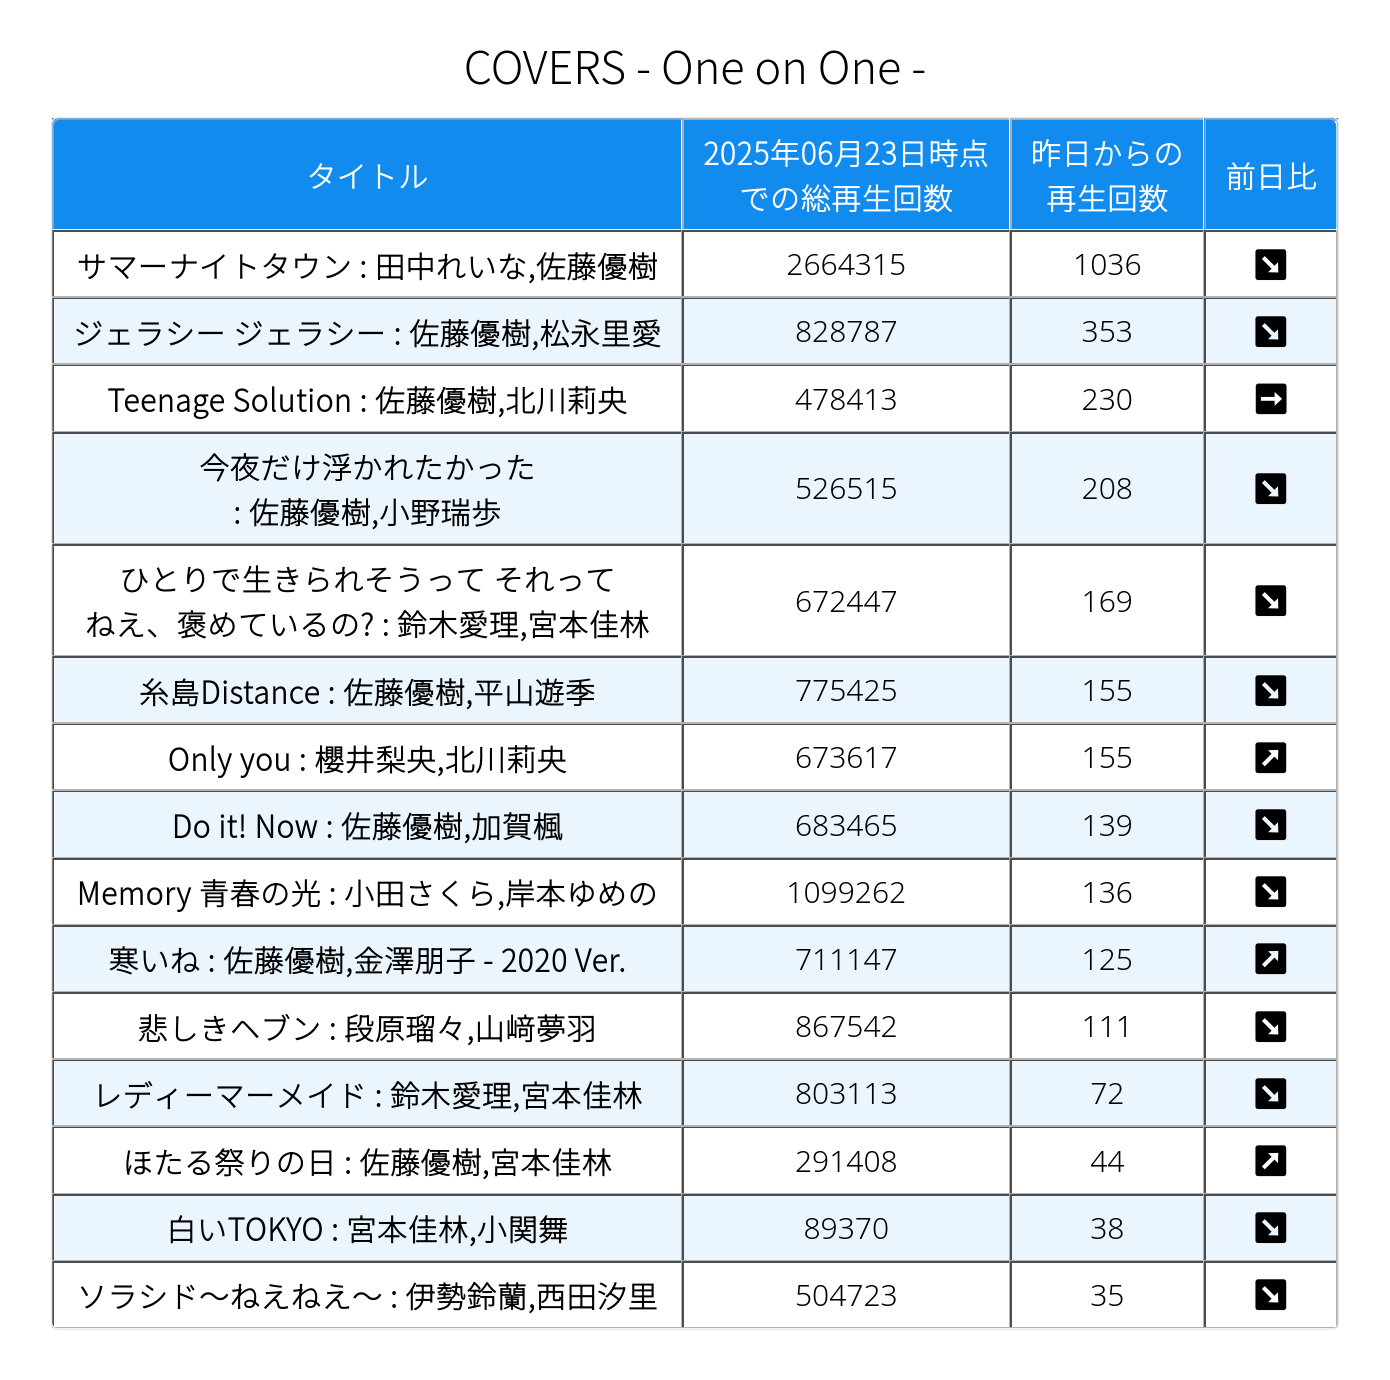 COVERS - One on One -
タイトル
2025年06月23日時点
での総再生回数
昨日からの
再生回数
前日比
サマーナイトタウン : 田中れいな,佐藤優樹
2664315
1036
ジェラシー ジェラシー : 佐藤優樹,松永里愛
828787
353
Teenage Solution : 佐藤優樹,北川莉央
478413
230
今夜だけ浮かれたかった
: 佐藤優樹,小野瑞歩
526515
208
ひとりで生きられそうって それって
ねえ、褒めているの? : 鈴木愛理,宮本佳林
672447
169
糸島Distance : 佐藤優樹,平山遊季
775425
155
Only you : 櫻井梨央,北川莉央
673617
155
Do it! Now : 佐藤優樹,加賀楓
683465
139
Memory 青春の光 : 小田さくら,岸本ゆめの
1099262
136
寒いね : 佐藤優樹,金澤朋子 - 2020 Ver.
711147
125
悲しきヘブン : 段原瑠々,山﨑夢羽
867542
111
レディーマーメイド : 鈴木愛理,宮本佳林
803113
72
ほたる祭りの日 : 佐藤優樹,宮本佳林
291408
44
白いTOKYO : 宮本佳林,小関舞
89370
38
ソラシド〜ねえねえ〜 : 伊勢鈴蘭,西田汐里
504723
35